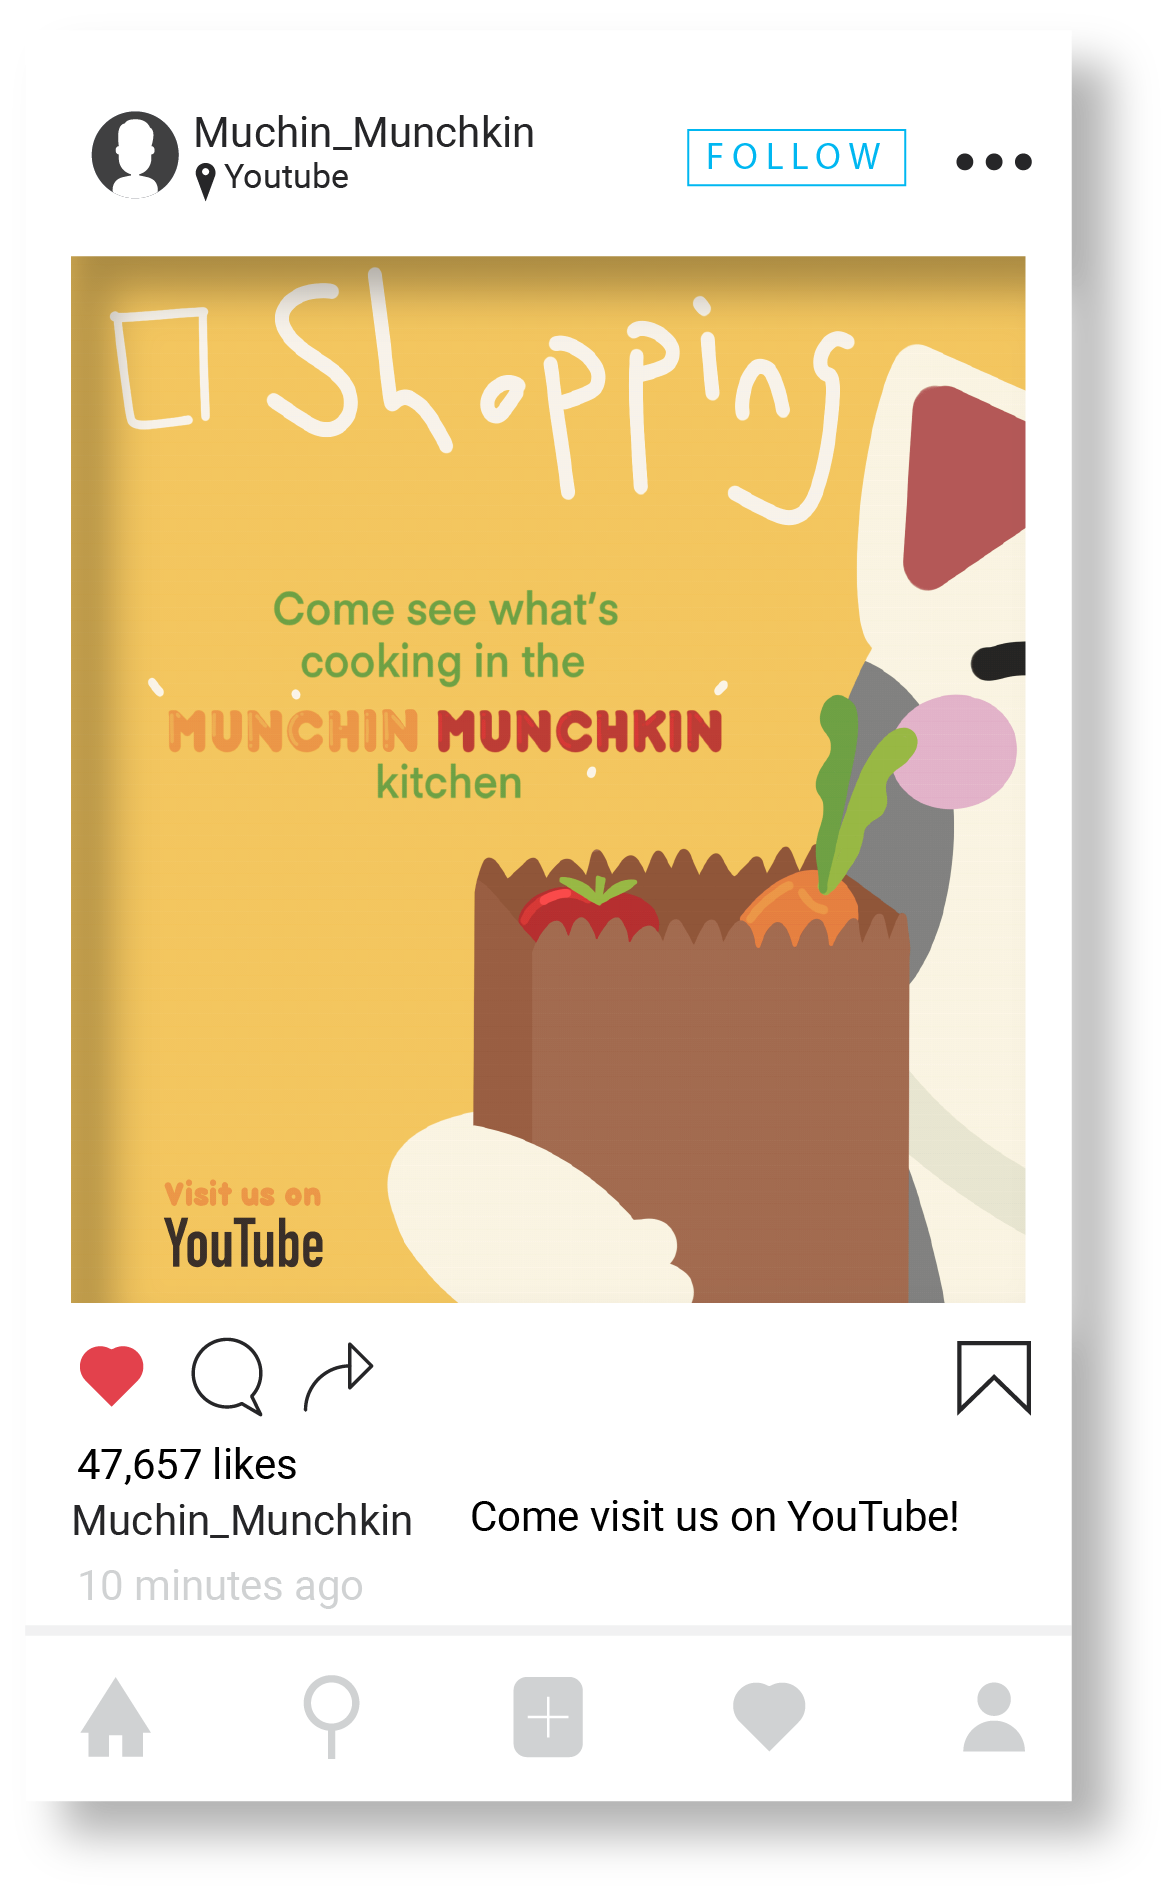 Muchin_Munchkin
Youtube
FOLLOW
Shopping
Come see what's
cooking in the
MUNCHIN MUNCHKIN
kitchen
Visit us on
YouTube
47,657 likes
Muchin_Munchkin Come visit us on YouTube!
10 minutes ago